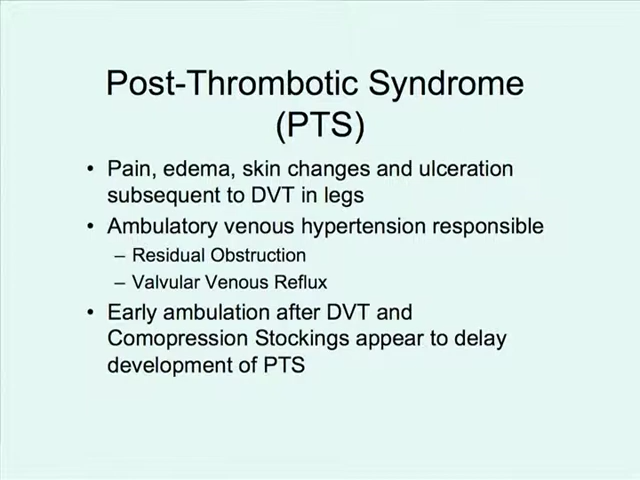 Post-Thrombotic Syndrome
(PTS)
• Pain, edema, skin changes and ulceration
subsequent to DVT in legs
• Ambulatory venous hypertension responsible
– Residual Obstruction
– Valvular Venous Reflux
• Early ambulation after DVT and
Comopression Stockings appear to delay
development of PTS